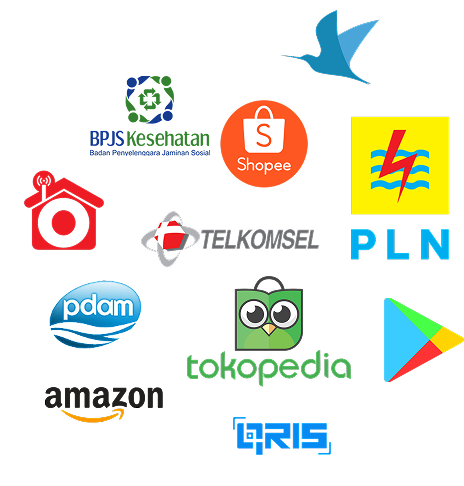 BPJS Kesehatan
Badan Penyelenggara Jaminan Sosial
S
Shopee
TELKOMSEL
PLN
pdam
tokopedia
amazon
QRIS